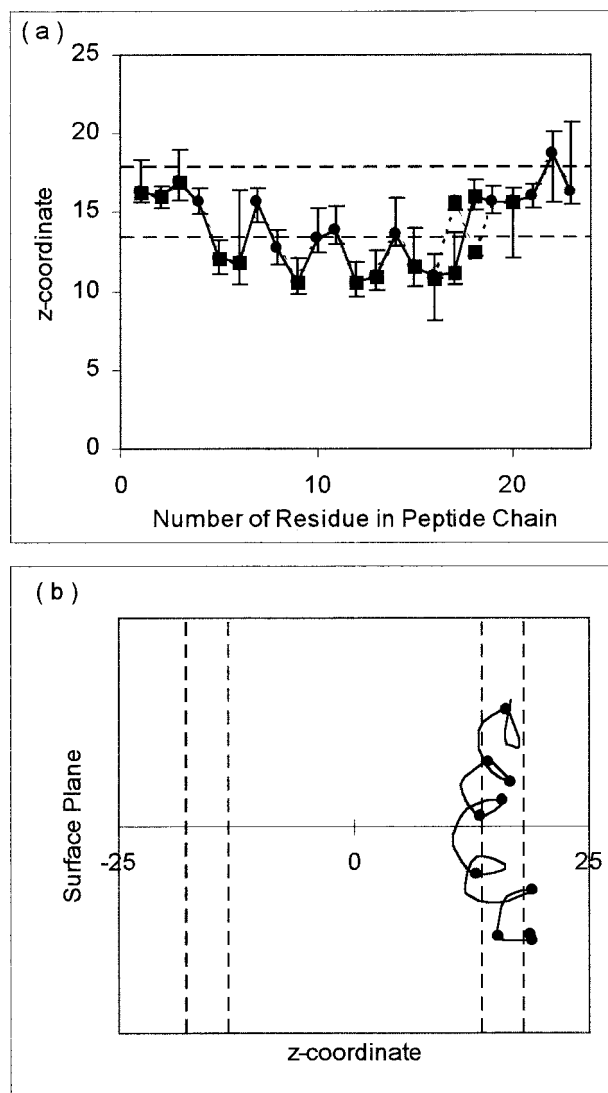 (a)
25
20
15
10
5
0
z-coordinate
0 10 20
Number of Residue in Peptide Chain
(b)
Surface Plane
-25 0 25
z-coordinate